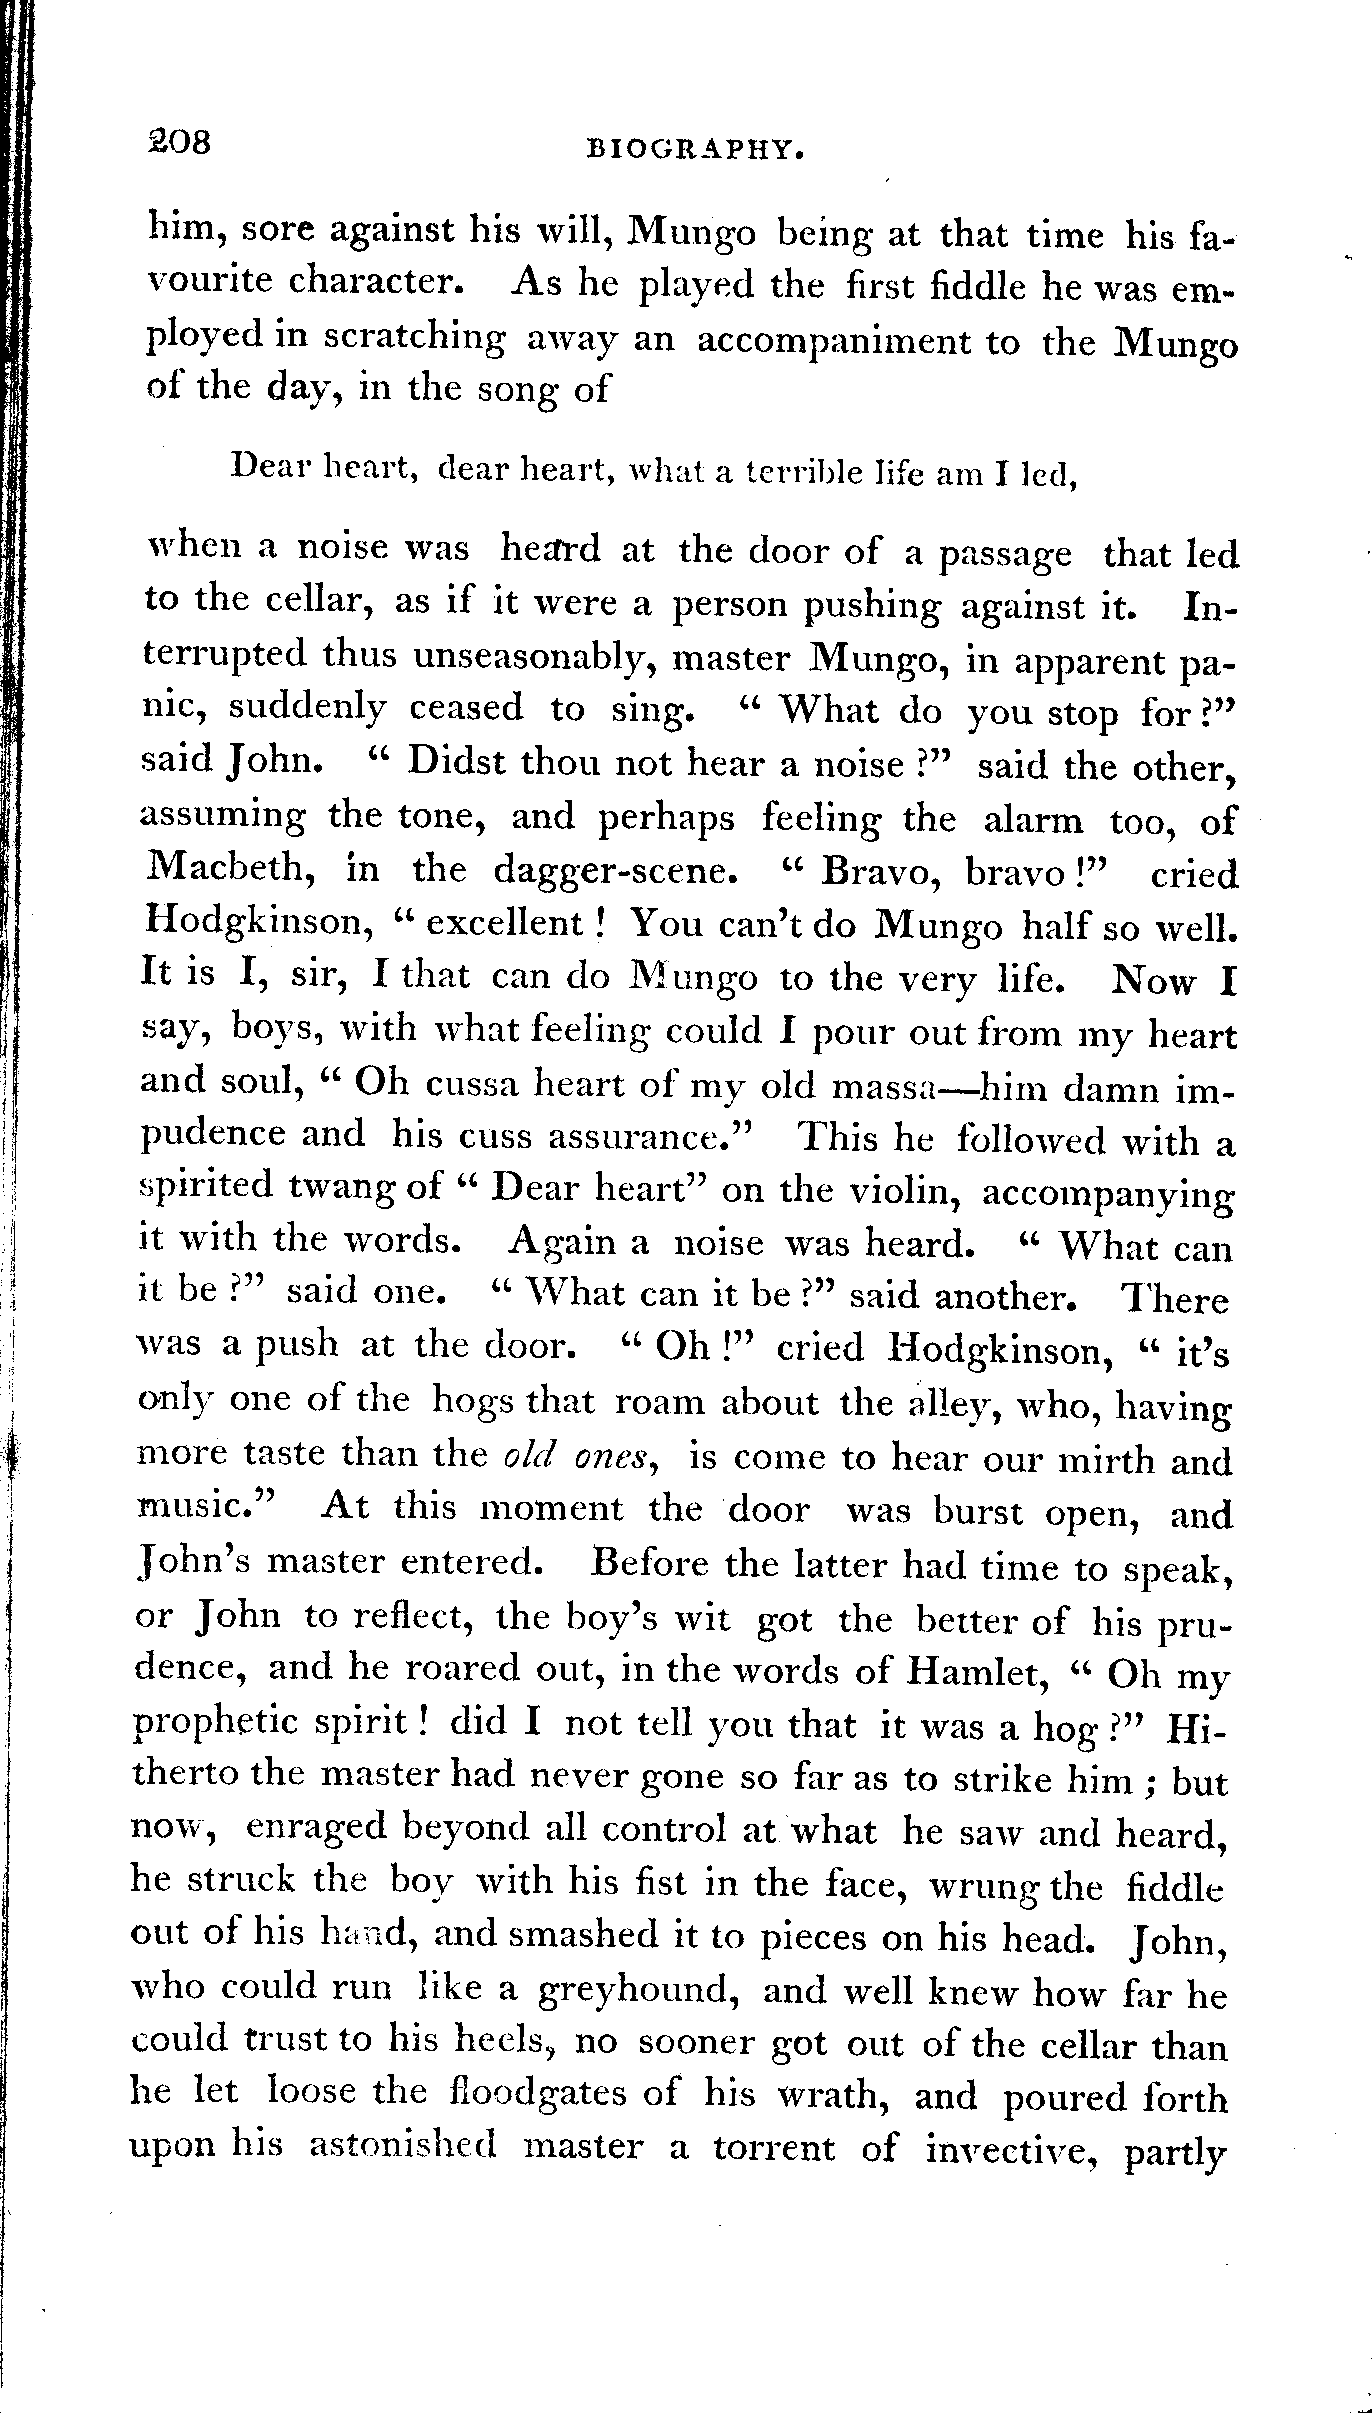 208 BIOGRAPHY.
him, sore against his will, Mungo being at that time his fa-
vourite character. As he played the first fiddle he was em-
ployed in scratching away an accompaniment to the Mungo
of the day, in the song of
Dear heart, dear heart, what a terrible life am I led,
when a noise was heard at the door of a passage that led
to the cellar, as if it were a person pushing against it. In-
terrupted thus unseasonably, master Mungo, in apparent pa-
nic, suddenly ceased to sing. “ What do you stop for ?”
said John. “ Didst thou not hear a noise ?” said the other,
assuming the tone, and perhaps feeling the alarm too, of
Macbeth, in the dagger-scene. “ Bravo, bravo !” cried
Hodgkinson, “ excellent ! You can’t do Mungo half so well.
It is I, sir, I that can do Mungo to the very life. Now I
say, boys, with what feeling could I pour out from my heart
and soul, “ Oh cussa heart of my old massa—him damn im-
pudence and his cuss assurance.” This he followed with a
spirited twang of “ Dear heart” on the violin, accompanying
it with the words. Again a noise was heard. “ What can
it be ?” said one. “ What can it be ?” said another. There
was a push at the door. “ Oh !” cried Hodgkinson, “ it’s
only one of the hogs that roam about the alley, who, having
more taste than the old ones, is come to hear our mirth and
music.” At this moment the door was burst open, and
John’s master entered. Before the latter had time to speak,
or John to reflect, the boy’s wit got the better of his pru-
dence, and he roared out, in the words of Hamlet, “ Oh my
prophetic spirit ! did I not tell you that it was a hog ?” Hi-
therto the master had never gone so far as to strike him ; but
now, enraged beyond all control at what he saw and heard,
he struck the boy with his fist in the face, wrung the fiddle
out of his hand, and smashed it to pieces on his head. John,
who could run like a greyhound, and well knew how far he
could trust to his heels, no sooner got out of the cellar than
he let loose the floodgates of his wrath, and poured forth
upon his astonished master a torrent of invective, partly